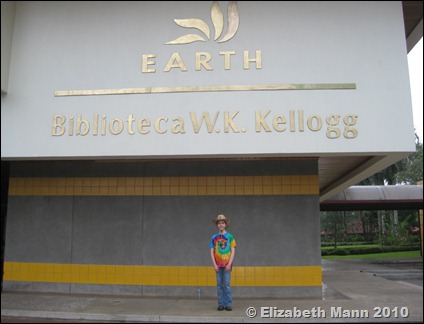 EARTH
Biblioteca W.K. Kellogg
© Elizabeth Mann 2010